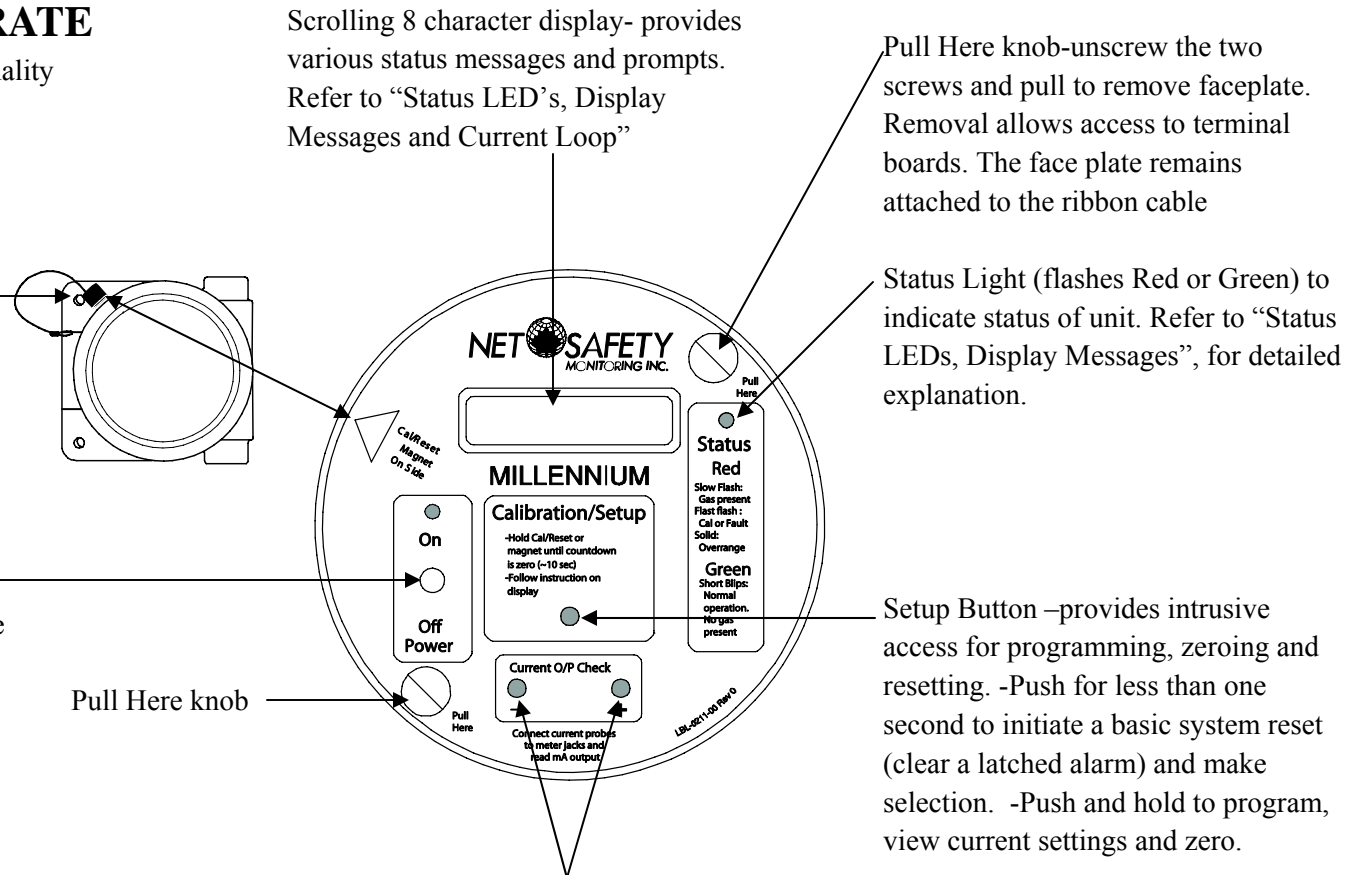 RATE
ality
Scrolling 8 character display- provides
various status messages and prompts.
Refer to “Status LED’s, Display
Messages and Current Loop”
Pull Here knob-unscrew the two
screws and pull to remove faceplate.
Removal allows access to terminal
boards. The face plate remains
attached to the ribbon cable
Status Light (flashes Red or Green) to
indicate status of unit. Refer to “Status
LEDs, Display Messages”, for detailed
explanation.
NET SAFETY
MONITORING INC.
Pull
Here
Cal/Reset
Magnet
On Side
MILLENNIUM
Status
Red
Slow Flash:
Gas present
Flast flash :
Cal or Fault
Solid:
Overrange
Green
Short Blips:
Normal
operation.
No gas
present
On
Off
Power
Calibration/Setup
-Hold Cal/Reset or
magnet until countdown
is zero (~10 sec)
-Follow instruction on
display
Current O/P Check
- +
Connect current probes
to meter jacks and
read mA output
LBL-0211-00 Rev 0
Pull
Here
e
Pull Here knob
Setup Button –provides intrusive
access for programming, zeroing and
resetting. -Push for less than one
second to initiate a basic system reset
(clear a latched alarm) and make
selection. -Push and hold to program,
view current settings and zero.